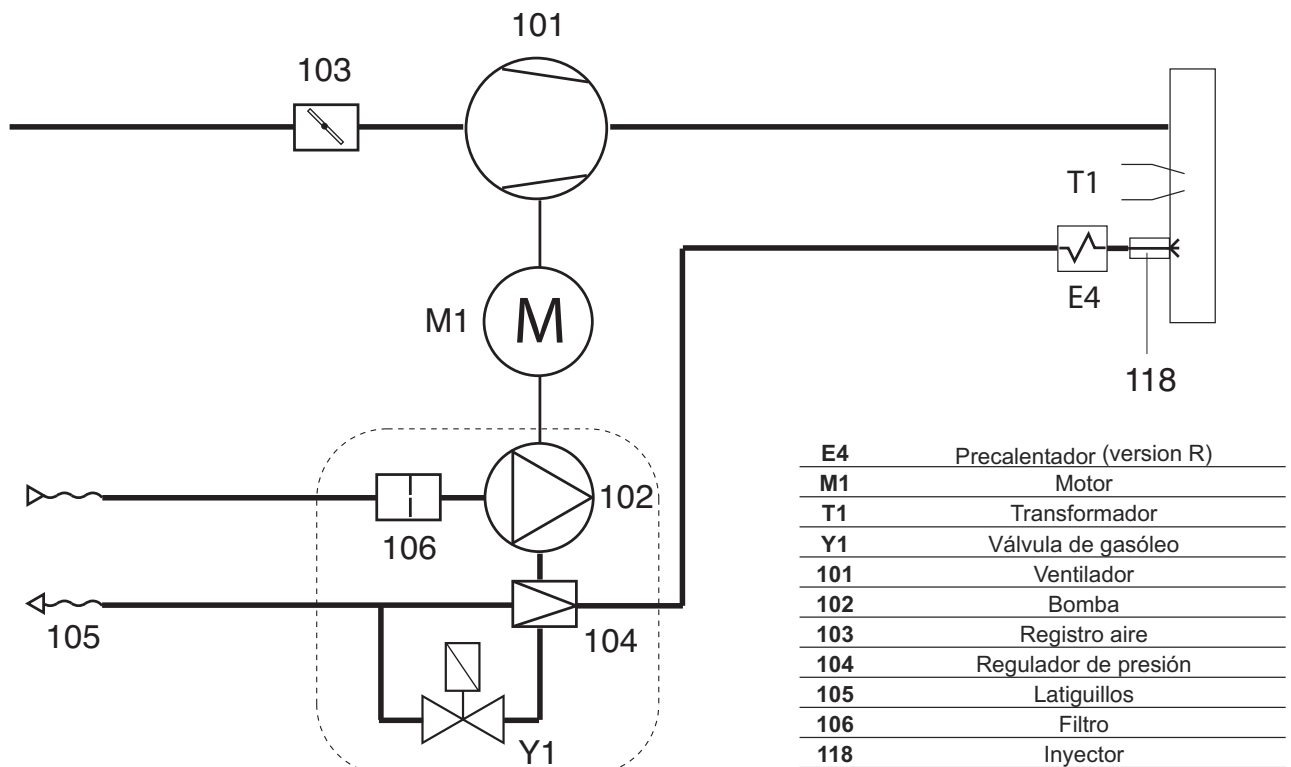 101
103
T1
E4
M1
M
118
102
106
105
104
Y1
E4 Precalentador (version R)
M1 Motor
T1 Transformador
Y1 Válvula de gasóleo
101 Ventilador
102 Bomba
103 Registro aire
104 Regulador de presión
105 Latiguillos
106 Filtro
118 Inyector